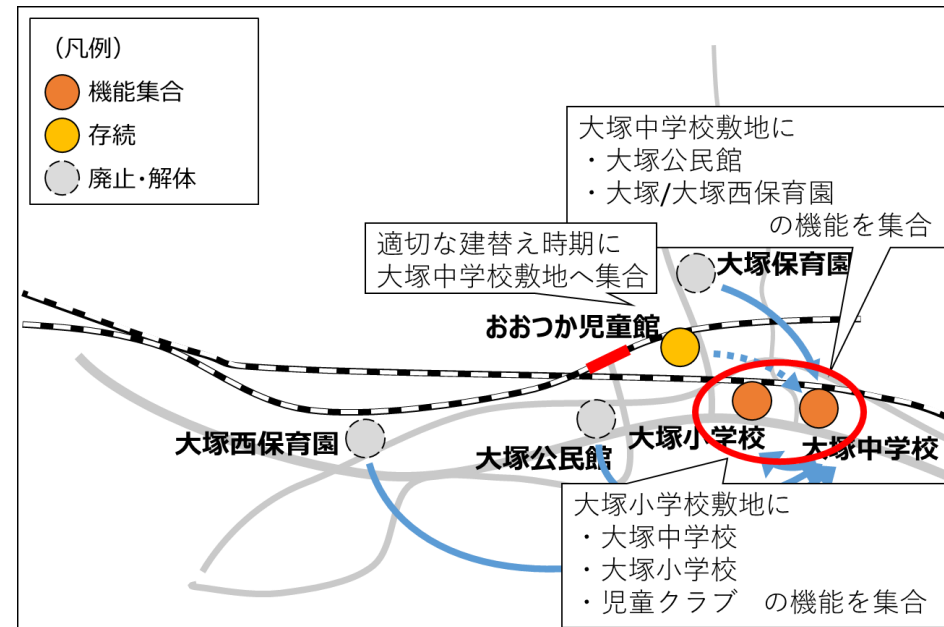 （凡例）
機能集合
存続
廃止・解体
大塚中学校敷地に
・大塚公民館
・大塚/大塚西保育園
の機能を集合
適切な建替え時期に
大塚中学校敷地へ集合
大塚保育園
おおつか児童館
大塚西保育園
大塚公民館
大塚小学校
大塚中学校
大塚小学校敷地に
・大塚中学校
・大塚小学校
・児童クラブ　の機能を集合